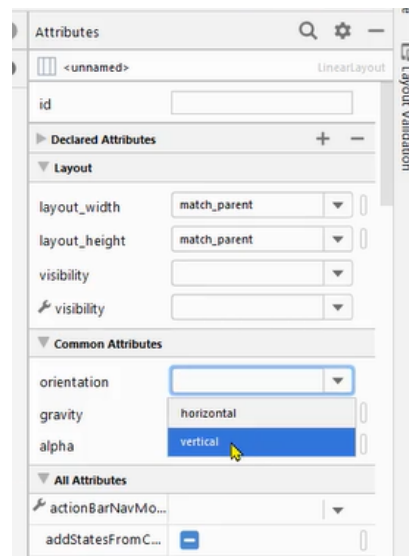 Attributes
<unnamed> LinearLayout
id
Declared Attributes
Layout
layout_width match_parent
layout_height match_parent
visibility
visibility
Common Attributes
orientation
gravity horizontal
alpha vertical
All Attributes
actionBarNavMo...
addStatesFromC...
Layout Validation